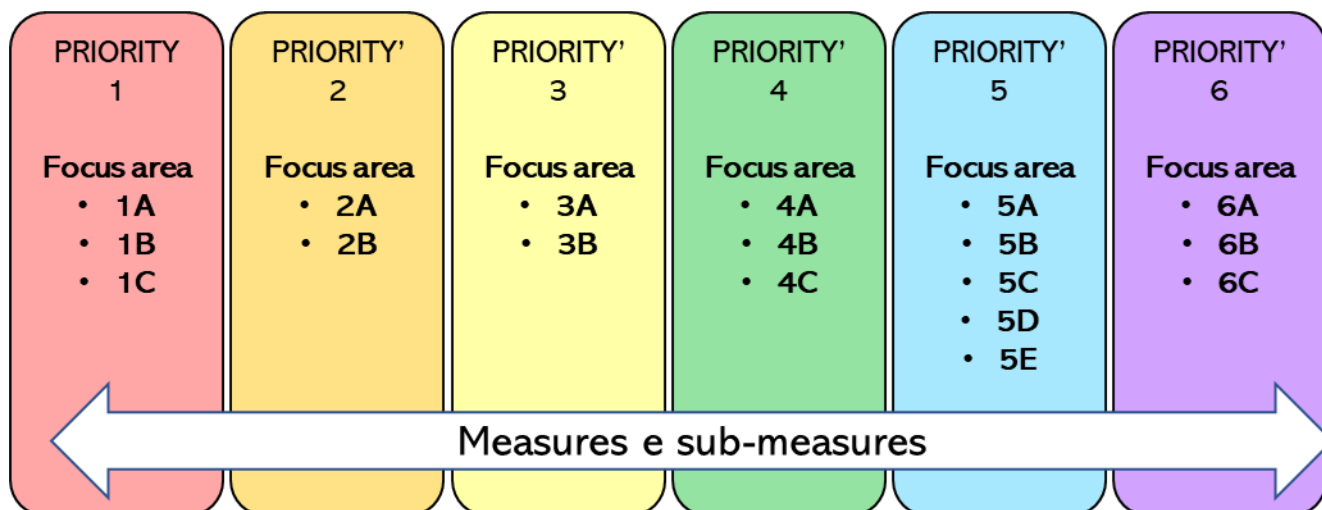 PRIORITY
1
Focus area
• 1A
• 1B
• 1C
PRIORITY’
2
Focus area
• 2A
• 2B
PRIORITY’
3
Focus area
• 3A
• 3B
PRIORITY’
4
Focus area
• 4A
• 4B
• 4C
PRIORITY’
5
Focus area
• 5A
• 5B
• 5C
• 5D
• 5E
PRIORITY’
6
Focus area
• 6A
• 6B
• 6C
Measures e sub-measures